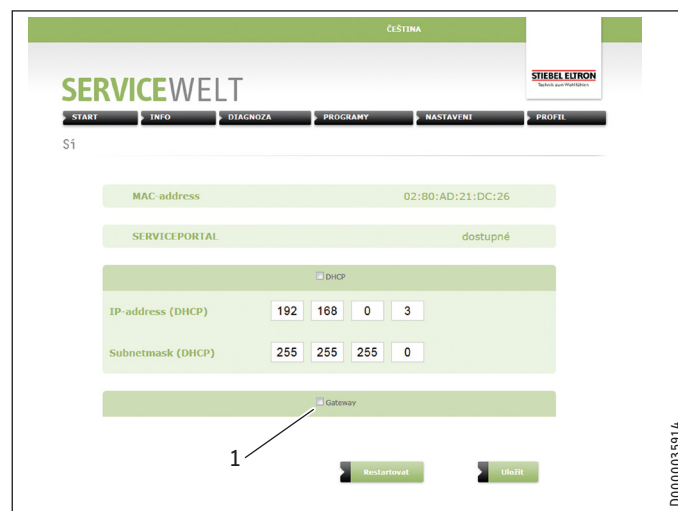 ČEŠTINA
STIEBEL ELTRON
Technik zum Wohlfühlen
SERVICEWELT
START INFO DIAGNOZA PROGRAMY NASTAVENI PROFIL
Sí
MAC-address 02:80:AD:21:DC:26
SERVICEPORTAL dostupné
DHCP
IP-address (DHCP) 192 168 0 3
Subnetmask (DHCP) 255 255 255 0
Gateway
1
Restartovat Uložit
D0000035914